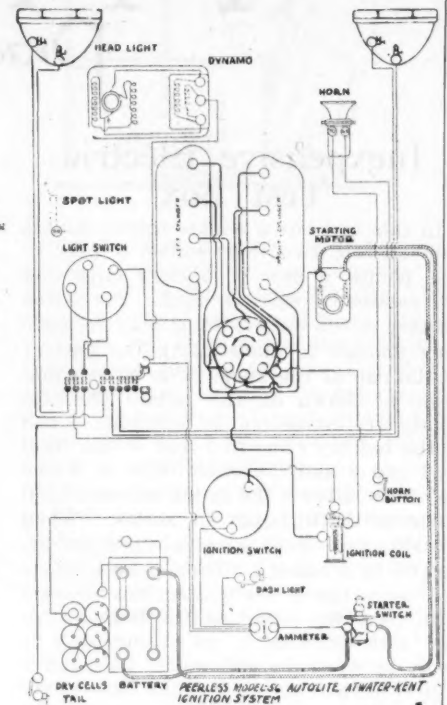 HEAD LIGHT
DYNAMO
HORN
SPOT LIGHT
LEFT CYLINDER
RIGHT CYLINDER
STARTING
MOTOR
LIGHT SWITCH
HORN
BUTTON
IGNITION SWITCH
IGNITION COIL
DASH LIGHT
STARTER
SWITCH
AMMETER
DRY CELLS
BATTERY
TAIL
PEERLESS MODEL-56 AUTOLITE ATWATER-KENT
IGNITION SYSTEM